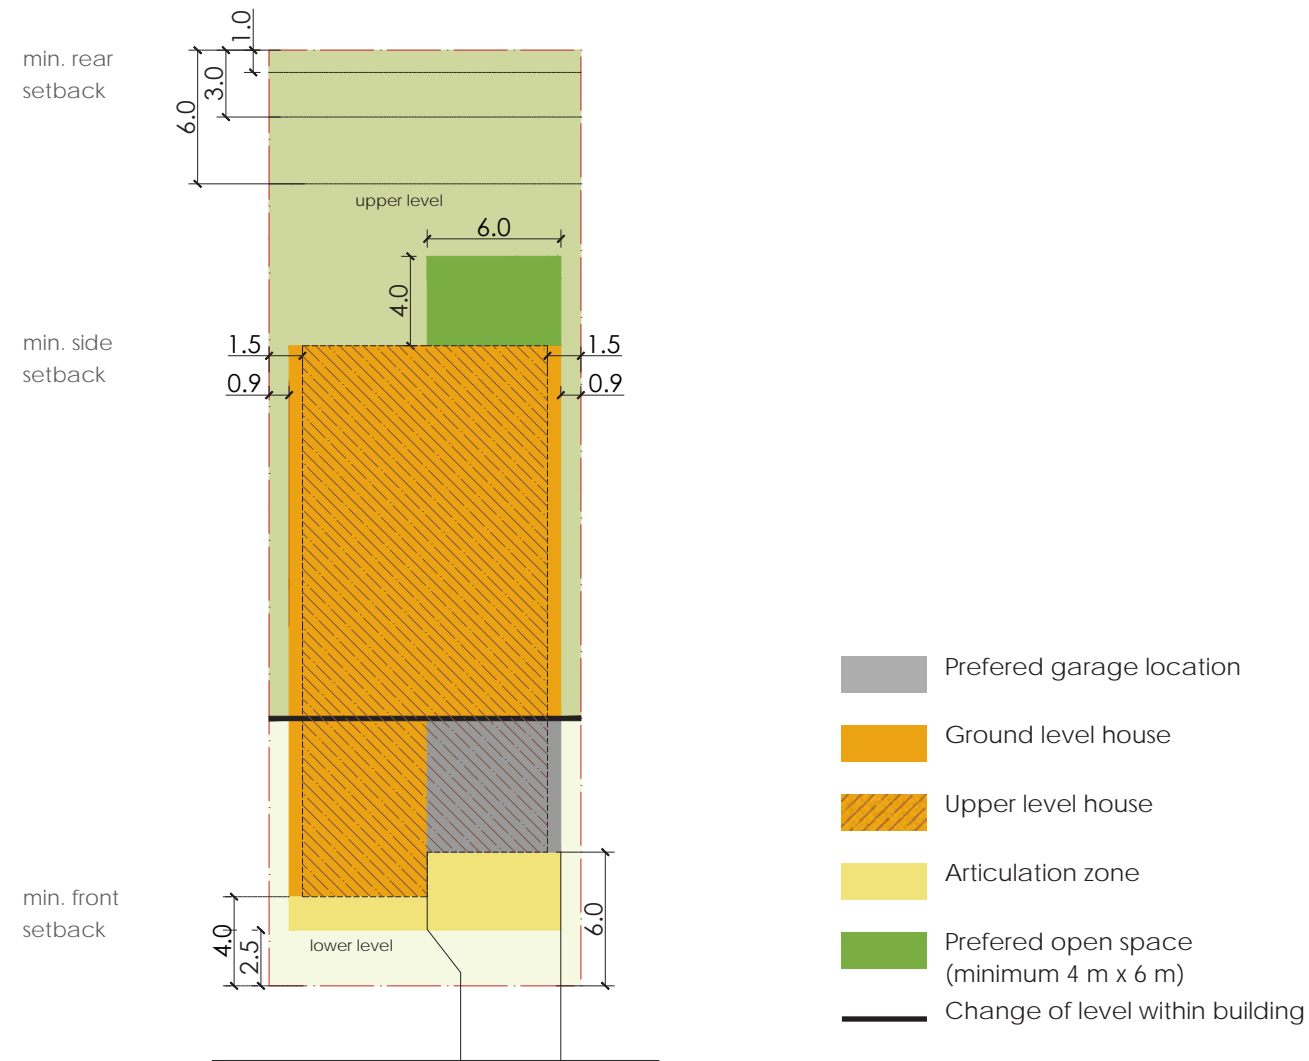 1.0
min. rear
setback
3.0
6.0
upper level
6.0
4.0
min. side
setback
1.5
1.5
0.9
0.9
Prefered garage location
Ground level house
Upper level house
Articulation zone
min. front
setback
4.0
2.5
6.0
lower level
Prefered open space
(minimum 4 m x 6 m)
Change of level within building